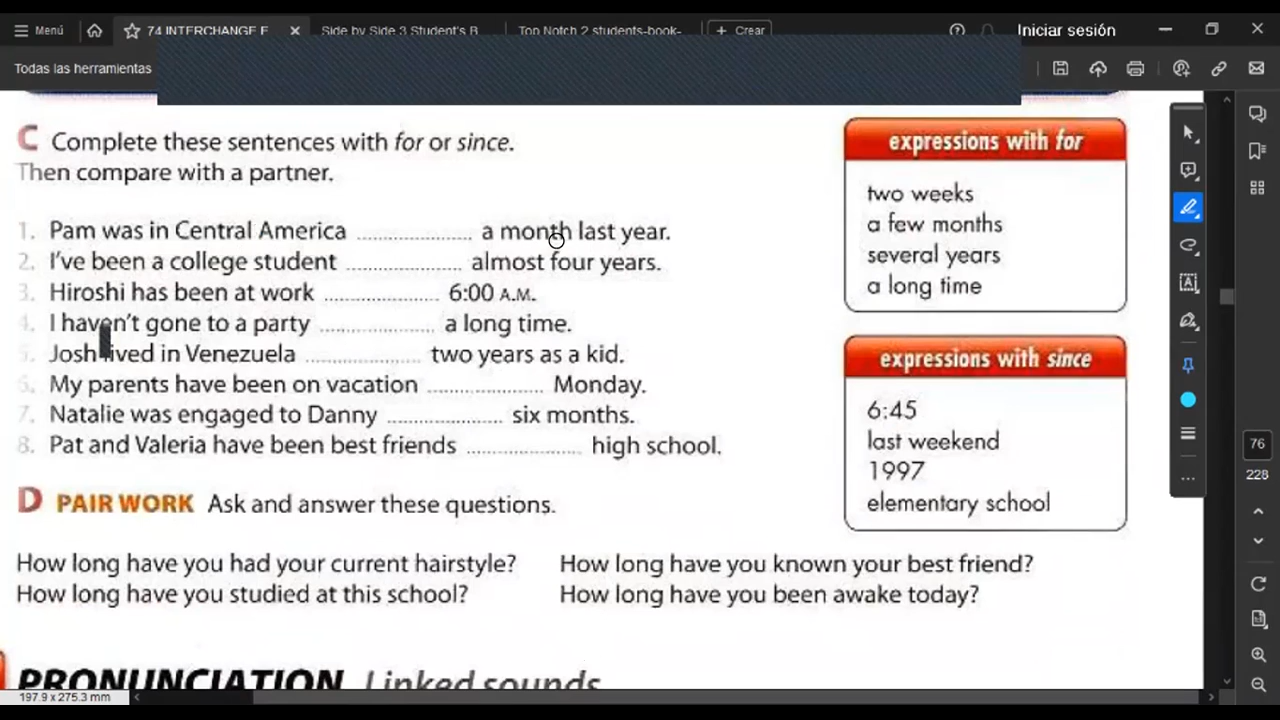 Menú
74 INTERCHANGE F
Side by Side 3 Student's B
Top Notch 2 students-book-
Crear
Iniciar sesión
Todas las herramientas
C Complete these sentences with for or since.
Then compare with a partner.
1. Pam was in Central America .................... a month last year.
2. I've been a college student .................... almost four years.
3. Hiroshi has been at work .................... 6:00 A.M.
4. I haven't gone to a party .................... a long time.
5. Josh lived in Venezuela .................... two years as a kid.
6. My parents have been on vacation .................... Monday.
7. Natalie was engaged to Danny .................... six months.
8. Pat and Valeria have been best friends .................... high school.
expressions with for
two weeks
a few months
several years
a long time
expressions with since
6:45
last weekend
1997
elementary school
D PAIR WORK Ask and answer these questions.
How long have you had your current hairstyle?
How long have you known your best friend?
How long have you studied at this school?
How long have you been awake today?
PRONUNCIATION Linked sounds
76
228
197.9 x 275.3 mm